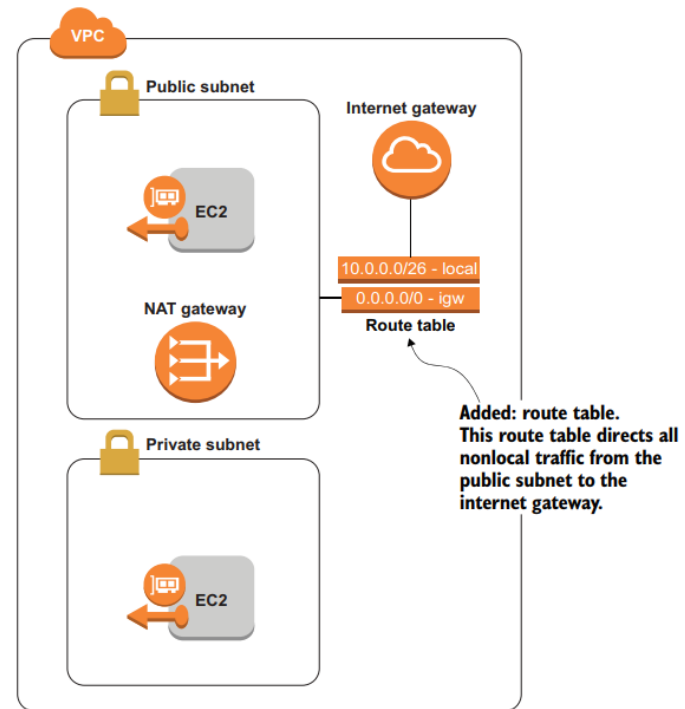 VPC
Public subnet
Internet gateway
EC2
10.0.0.0/26 - local
0.0.0.0/0 - igw
NAT gateway
Route table
Added: route table.
This route table directs all
nonlocal traffic from the
public subnet to the
internet gateway.
Private subnet
EC2